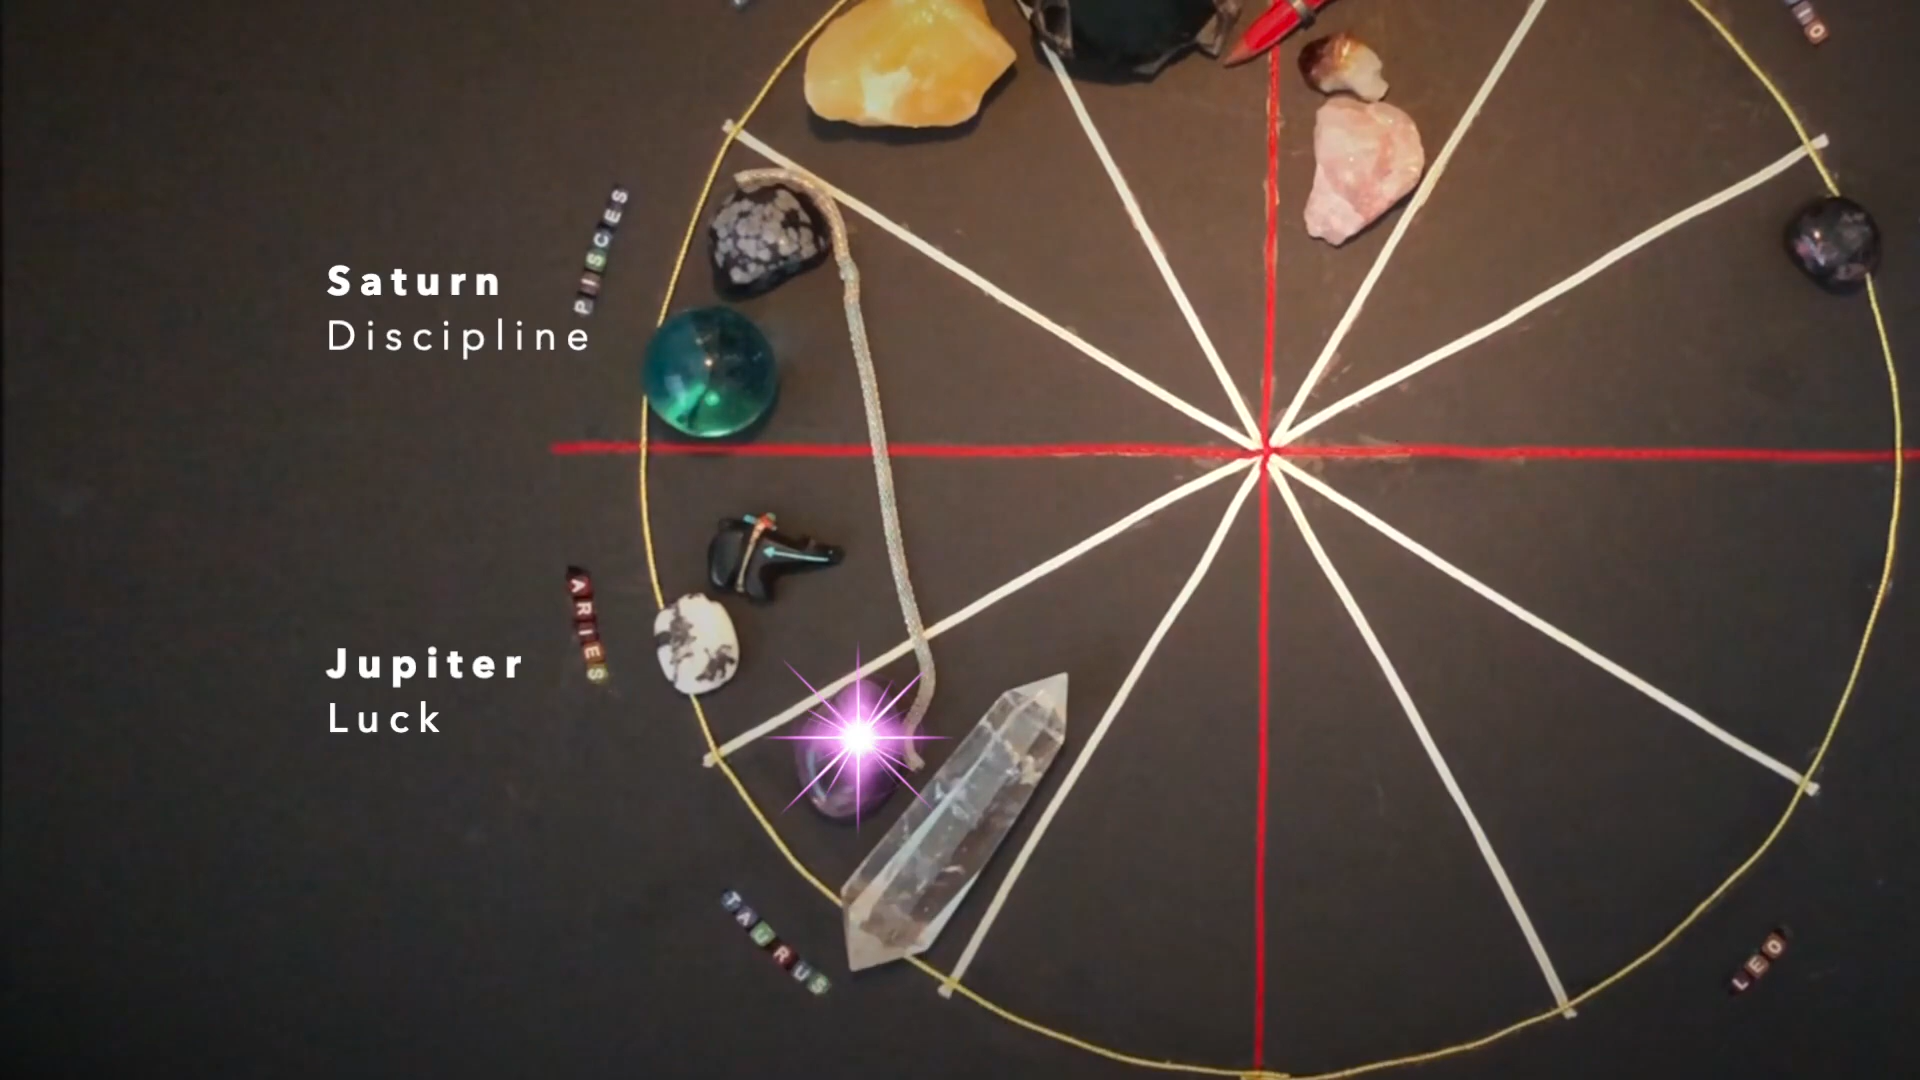 PISCES
Saturn
Discipline
ARIES
Jupiter
Luck
TAURUS
LEO